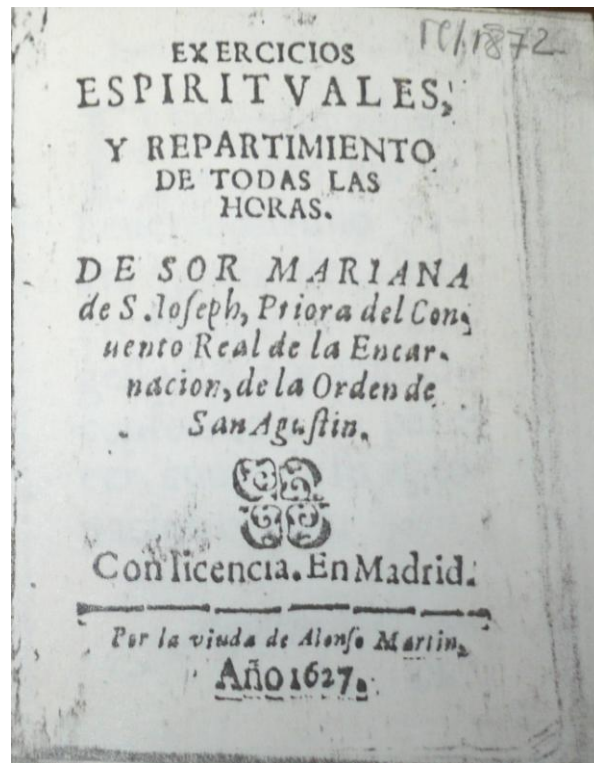 EXERCICIOS
ESPIRITVALES,
Y REPARTIMIENTO
DE TODAS LAS
HORAS.
DE SOR MARIANA
de S. Ioseph, Priora del Con-
uento Real de la Encar-
nacion, de la Orden de
San Agustin.
Con licencia. En Madrid.
Por la viuda de Alonso Martin,
Año 1627.